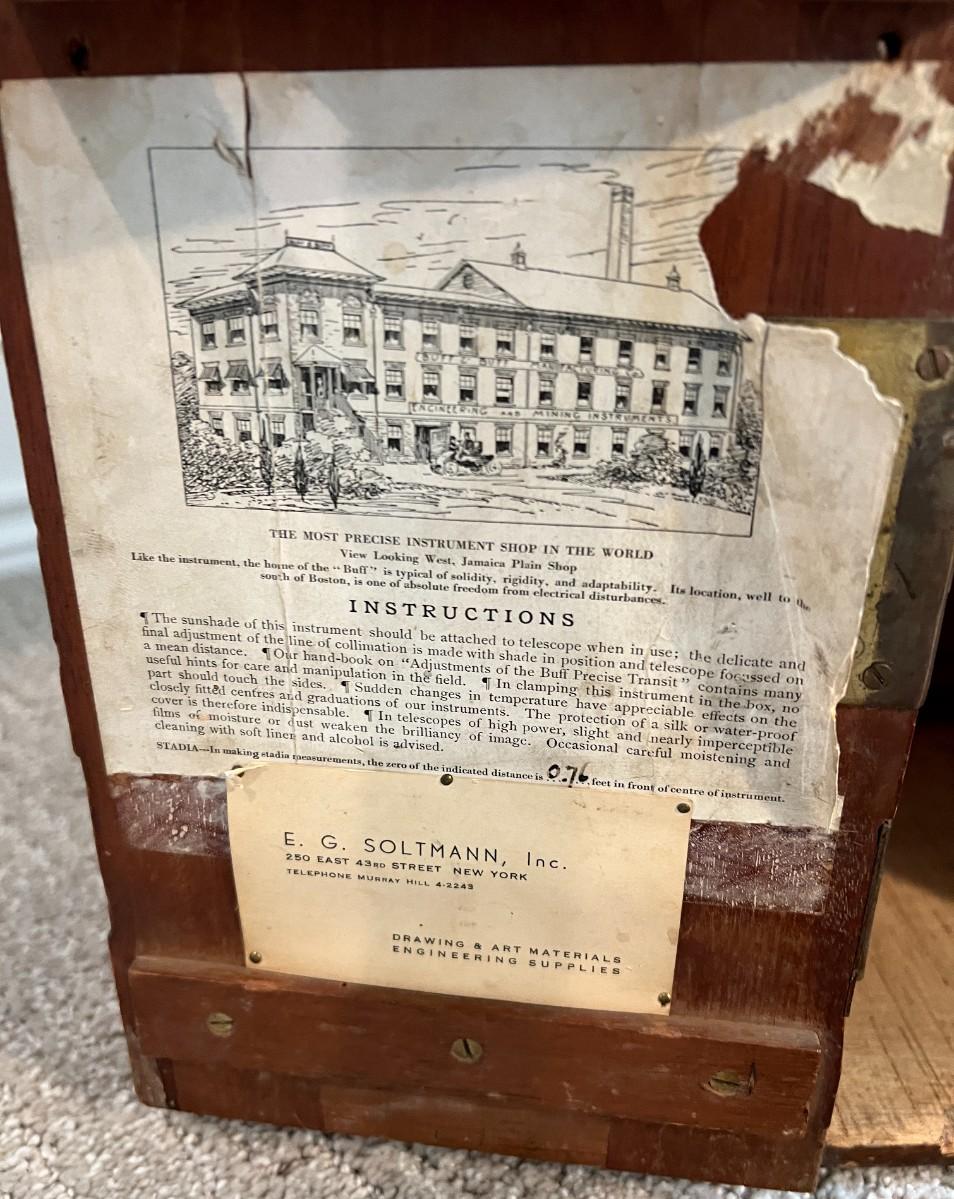 BUFF & BUFF MANUFACTURING CO.
ENGINEERING AND MINING INSTRUMENTS
THE MOST PRECISE INSTRUMENT SHOP IN THE WORLD
View Looking West, Jamaica Plain Shop
Like the instrument, the home of the "Buff" is typical of solidity, rigidity, and adaptability. Its location, well to the
south of Boston, is one of absolute freedom from electrical disturbances.
INSTRUCTIONS
¶ The sunshade of this instrument should be attached to telescope when in use; the delicate and
final adjustment of the line of collimation is made with shade in position and telescope focussed on
a mean distance. ¶ Our hand-book on "Adjustments of the Buff Precise Transit" contains many
useful hints for care and manipulation in the field. ¶ In clamping this instrument in the box, no
part should touch the sides. ¶ Sudden changes in temperature have appreciable effects on the
closely fitted centres and graduations of our instruments. The protection of a silk or water-proof
cover is therefore indispensable. ¶ In telescopes of high power, slight and nearly imperceptible
films of moisture or dust weaken the brilliancy of image. Occasional careful moistening and
cleaning with soft linen and alcohol is advised.
STADIA—In making stadia measurements, the zero of the indicated distance is 0.76 feet in front of centre of instrument.
E. G. SOLTMANN, Inc.
250 EAST 43RD STREET NEW YORK
TELEPHONE MURRAY HILL 4-2243
DRAWING & ART MATERIALS
ENGINEERING SUPPLIES